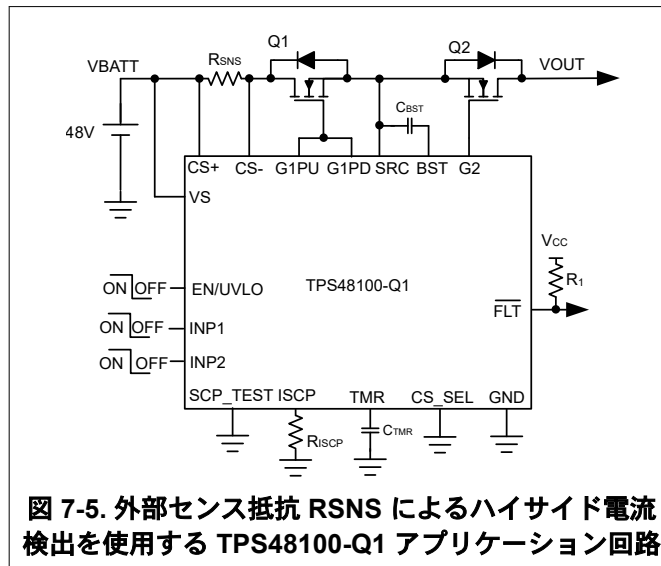 Q1
Q2
VBATT
RSNS
VOUT
CBST
48V
CS+
CS-
G1PU
G1PD
SRC
BST
G2
VS
VCC
R1
ON
OFF
EN/UVLO
TPS48100-Q1
FLT
ON
OFF
INP1
ON
OFF
INP2
SCP_TEST
ISCP
TMR
CS_SEL
GND
RISCP
CTMR
図 7-5. 外部センス抵抗 RSNS によるハイサイド電流
検出を使用する TPS48100-Q1 アプリケーション回路